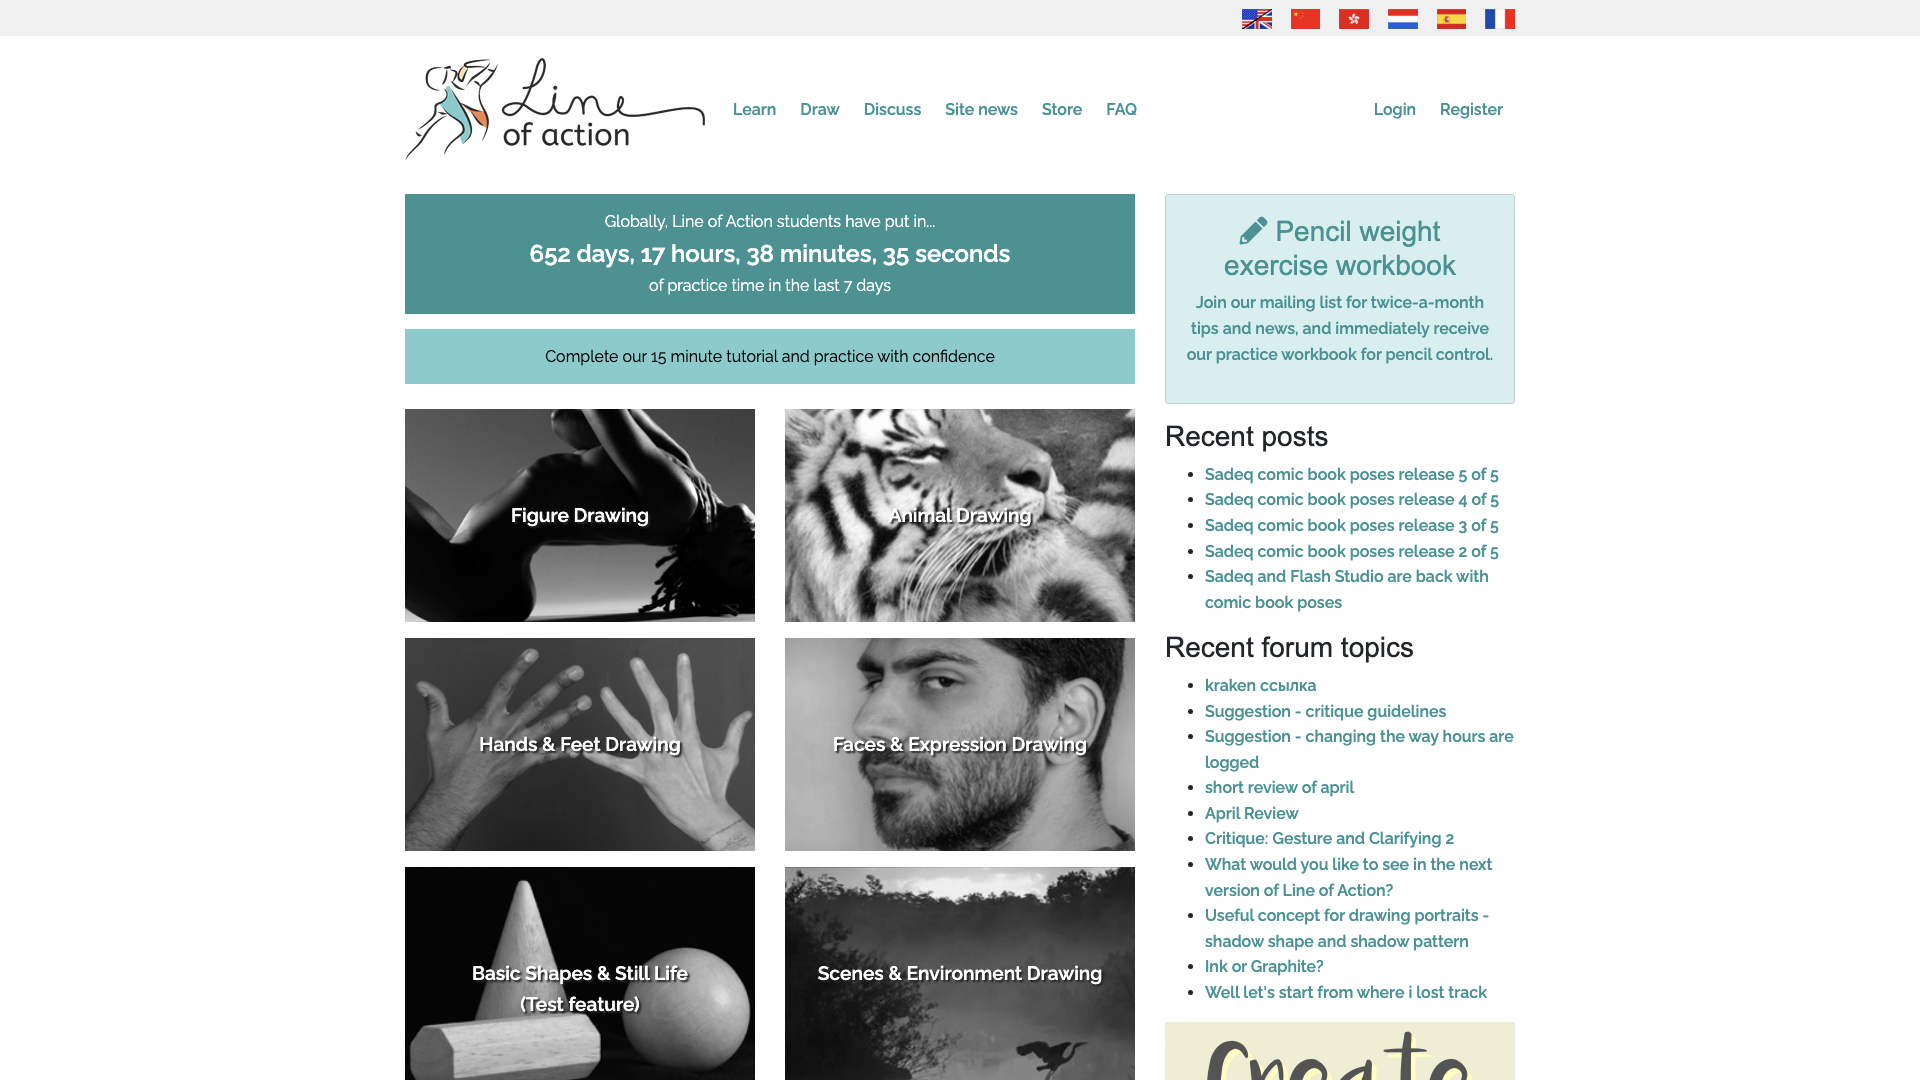 Line
of action
Learn
Draw
Discuss
Site news
Store
FAQ
Login
Register
Globally, Line of Action students have put in...
652 days, 17 hours, 38 minutes, 35 seconds
of practice time in the last 7 days
Complete our 15 minute tutorial and practice with confidence
Figure Drawing
Animal Drawing
Hands & Feet Drawing
Faces & Expression Drawing
Basic Shapes & Still Life
(Test feature)
Scenes & Environment Drawing
Pencil weight
exercise workbook
Join our mailing list for twice-a-month
tips and news, and immediately receive
our practice workbook for pencil control.
Recent posts
Sadeq comic book poses release 5 of 5
Sadeq comic book poses release 4 of 5
Sadeq comic book poses release 3 of 5
Sadeq comic book poses release 2 of 5
Sadeq and Flash Studio are back with
comic book poses
Recent forum topics
kraken ссылка
Suggestion - critique guidelines
Suggestion - changing the way hours are
logged
short review of april
April Review
Critique: Gesture and Clarifying 2
What would you like to see in the next
version of Line of Action?
Useful concept for drawing portraits -
shadow shape and shadow pattern
Ink or Graphite?
Well let's start from where i lost track
Create